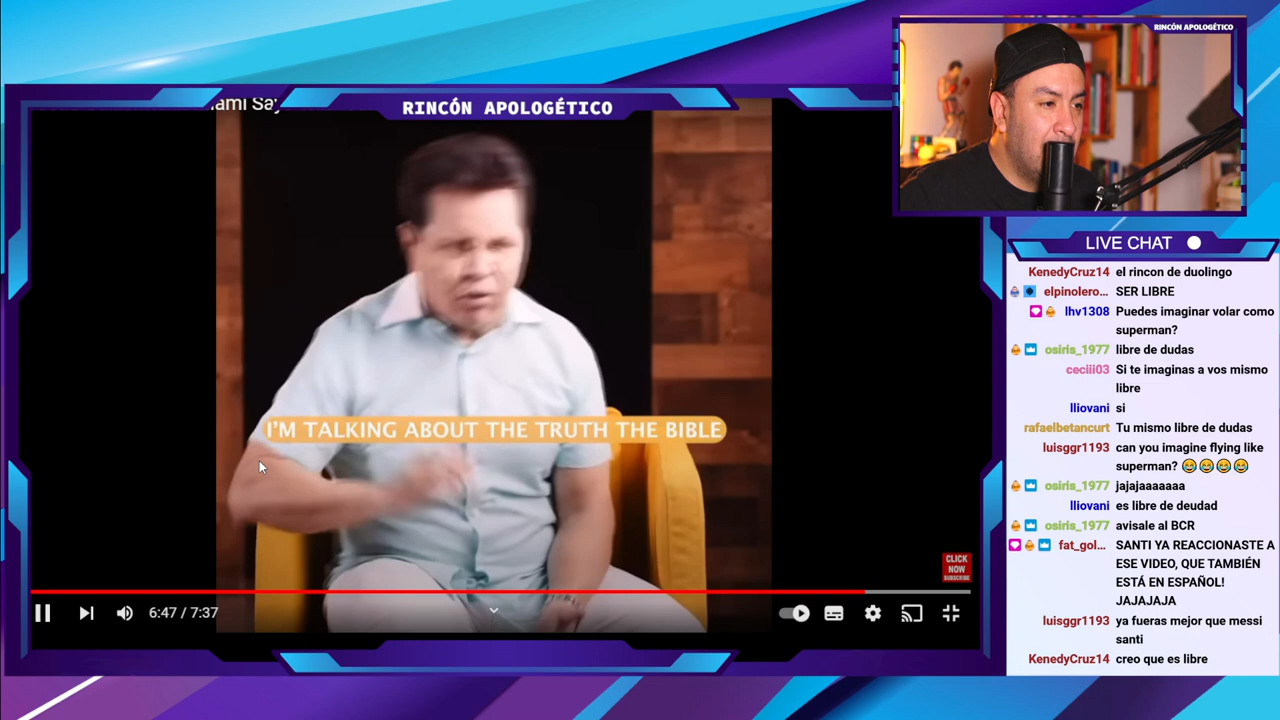 RINCÓN APOLOGÉTICO
RINCÓN APOLOGÉTICO
I'M TALKING ABOUT THE TRUTH THE BIBLE
CLICK
NOW
SUBSCRIBE
6:47 / 7:37
LIVE CHAT
KenedyCruz14 el rincon de duolingo
elpinolero... SER LIBRE
lhv1308 Puedes imaginar volar como
superman?
osiris_1977 libre de dudas
ceciii03 Si te imaginas a vos mismo
libre
lliovani si
rafaelbetancurt Tu mismo libre de dudas
luisggr1193 can you imagine flying like
superman? 😂😂😂😂
osiris_1977 jajajaaaaaa
lliovani es libre de deudad
osiris_1977 avisale al BCR
fat_gol... SANTI YA REACCIONASTE A
ESE VIDEO, QUE TAMBIÉN
ESTÁ EN ESPAÑOL!
JAJAJAJA
luisggr1193 ya fueras mejor que messi
santi
KenedyCruz14 creo que es libre